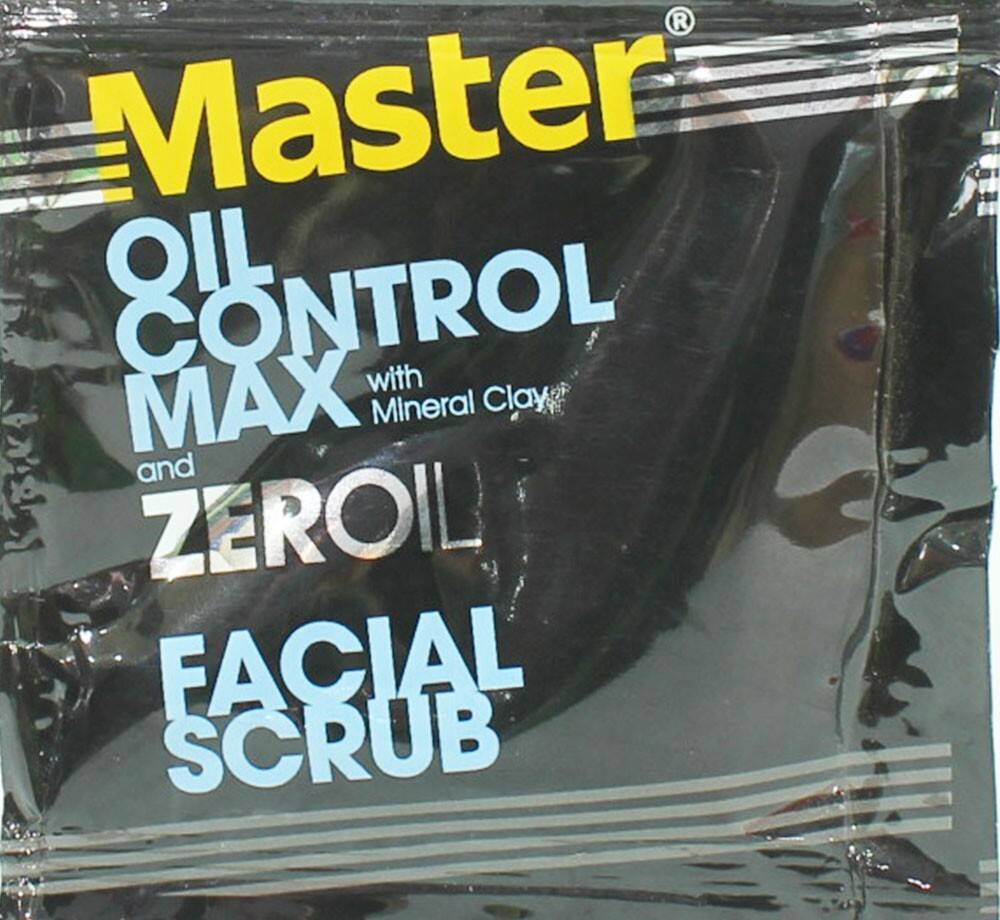 Master®
OIL
CONTROL
MAX with
Mineral Clay
and
ZEROIL
FACIAL
SCRUB